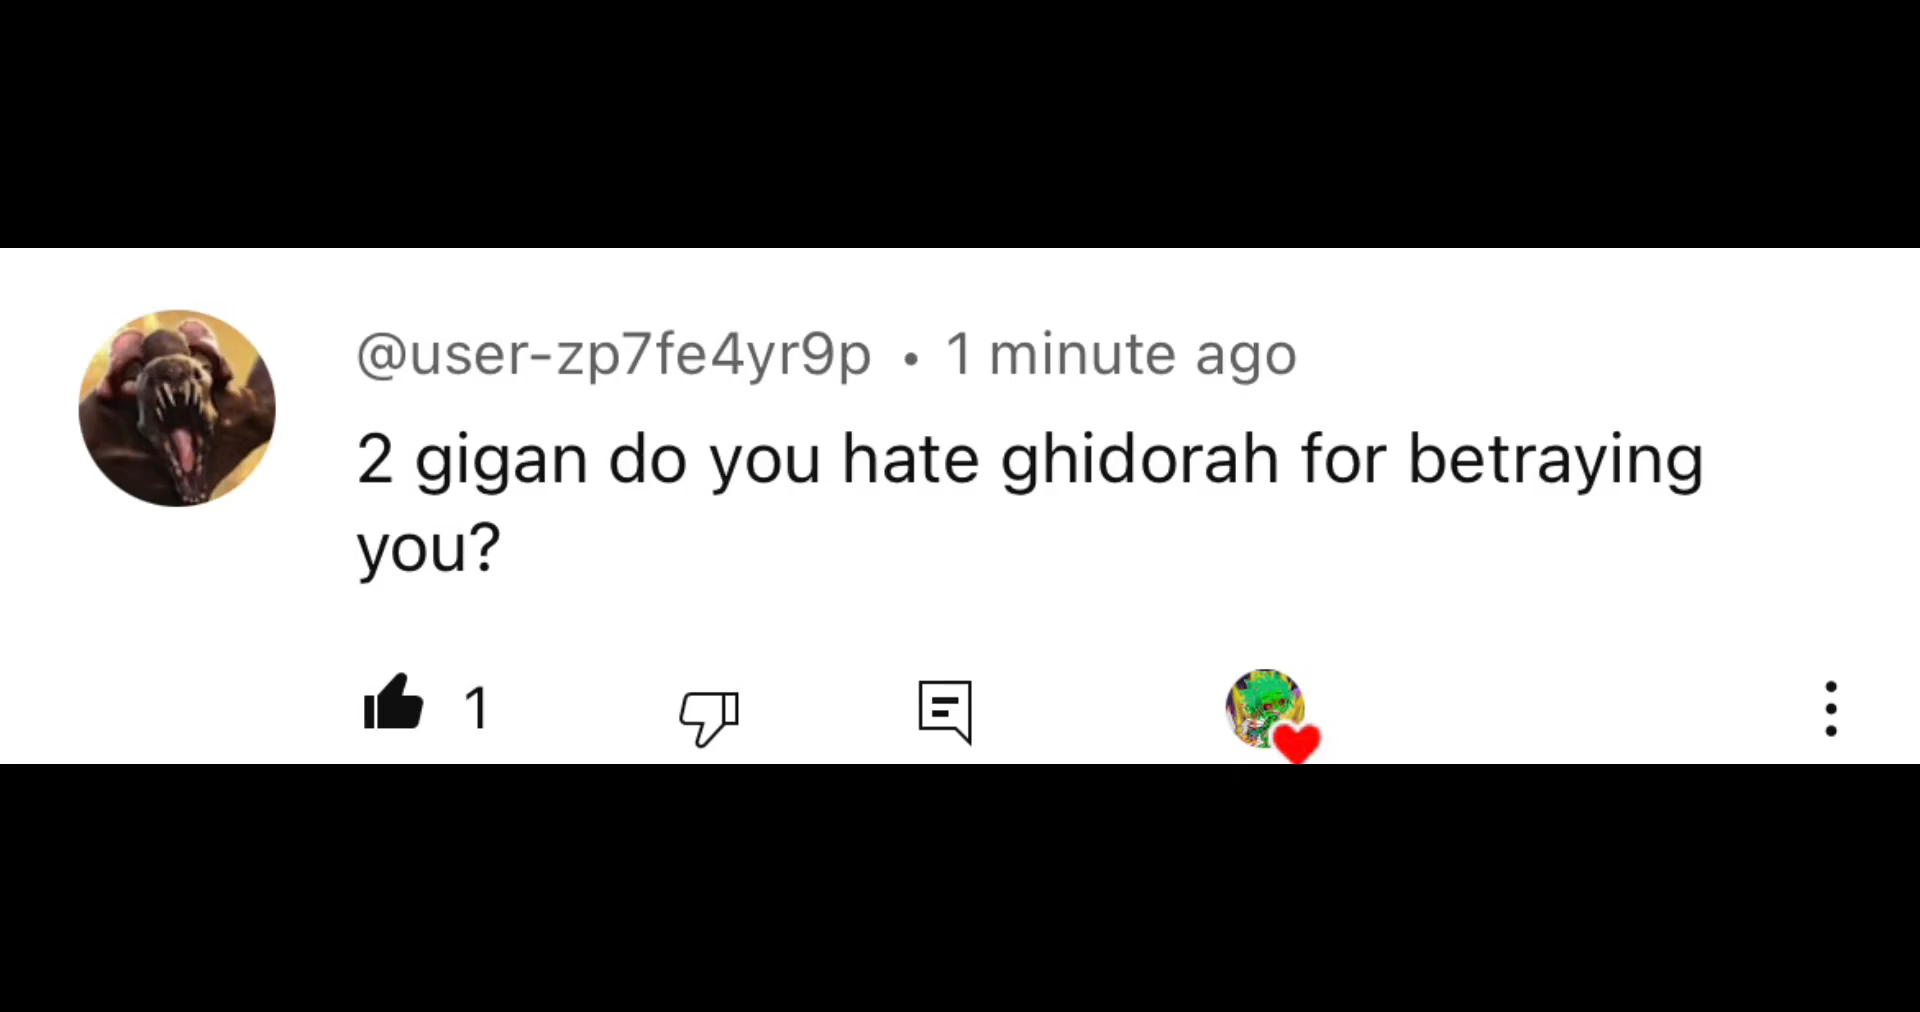 @user-zp7fe4yr9p • 1 minute ago
2 gigan do you hate ghidorah for betraying
you?
1